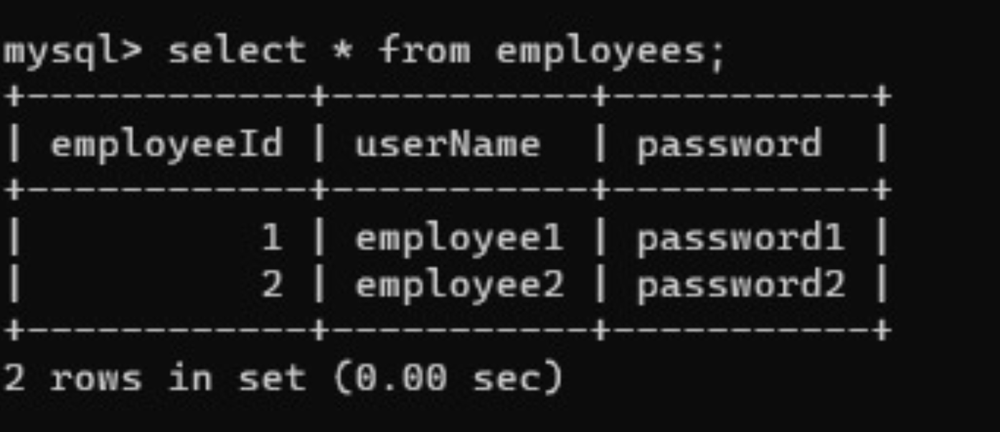 mysql> select * from employees;
+------------+-----------+-----------+
| employeeId | userName  | password  |
+------------+-----------+-----------+
|          1 | employee1 | password1 |
|          2 | employee2 | password2 |
+------------+-----------+-----------+
2 rows in set (0.00 sec)